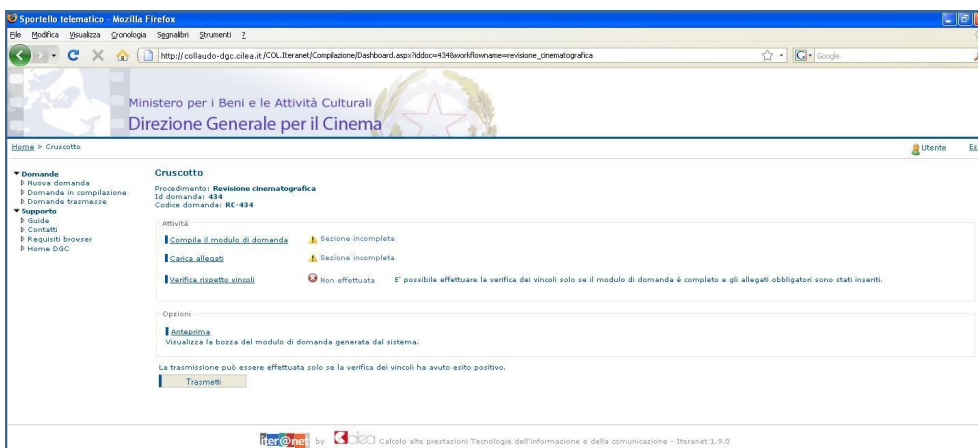 Sportello telematico - Mozilla Firefox
File Modifica Visualizza Cronologia Segnalibri Strumenti ?
http://collaudo-dgc.cilea.it/COL.Iteranet/Compilazione/Dashboard.aspx?iddoc=434&workflowname=revisione_cinematografica
Google
Ministero per i Beni e le Attività Culturali
Direzione Generale per il Cinema
Home > Cruscotto
Utente
Domande
Nuova domanda
Domande in compilazione
Domande trasmesse
Supporto
Guide
Contatti
Requisiti browser
Home DGC
Cruscotto
Procedimento: Revisione cinematografica
Id domanda: 434
Codice domanda: RC-434
Attività
Compila il modulo di domanda Sezione incompleta
Carica allegati Sezione incompleta
Verifica rispetto vincoli Non effettuata E' possibile effettuare la verifica dei vincoli solo se il modulo di domanda è completo e gli allegati obbligatori sono stati inseriti.
Opzioni
Anteprima
Visualizza la bozza del modulo di domanda generata dal sistema.
La trasmissione può essere effettuata solo se la verifica dei vincoli ha avuto esito positivo.
Trasmetti
iter@net by cilea Calcolo alte prestazioni Tecnologie dell'informazione e della comunicazione - Iteranet 1.9.0